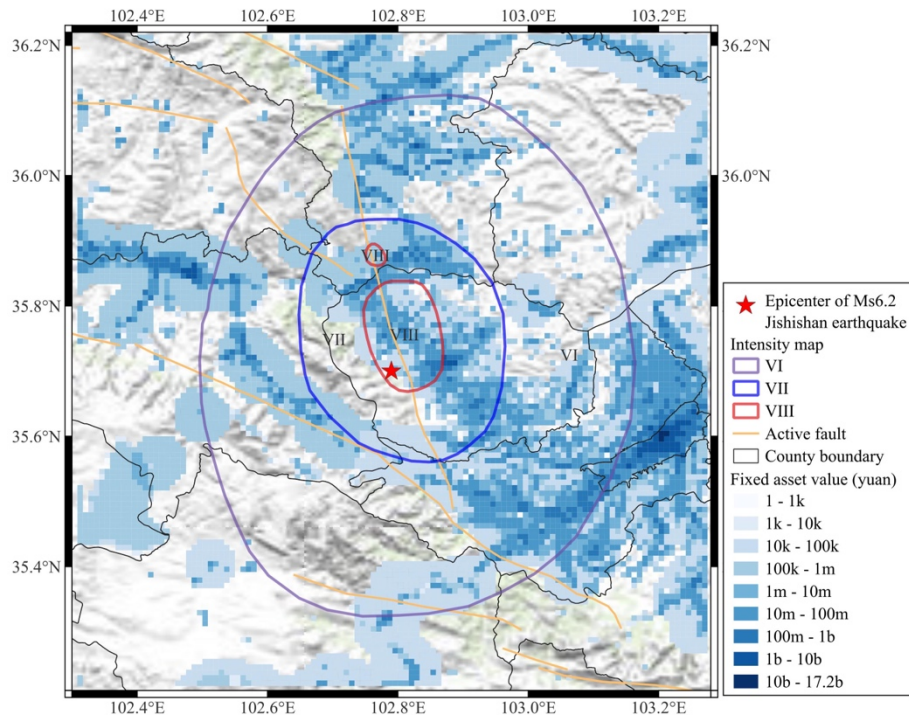 102.4°E 102.6°E 102.8°E 103.0°E 103.2°E
36.2°N 36.2°N
36.0°N 36.0°N
35.8°N
35.6°N
35.4°N
VIII
VIII
VII
VI
102.4°E 102.6°E 102.8°E 103.0°E 103.2°E
Epicenter of Ms6.2
Jishishan earthquake
Intensity map
VI
VII
VIII
Active fault
County boundary
Fixed asset value (yuan)
1 - 1k
1k - 10k
10k - 100k
100k - 1m
1m - 10m
10m - 100m
100m - 1b
1b - 10b
10b - 17.2b